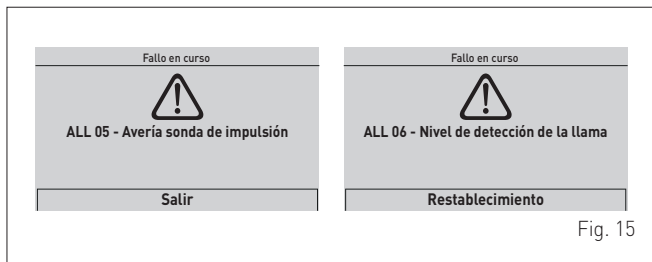 Fallo en curso
ALL 05 - Avería sonda de impulsión
Salir
Fallo en curso
ALL 06 - Nivel de detección de la llama
Restablecimiento
Fig. 15